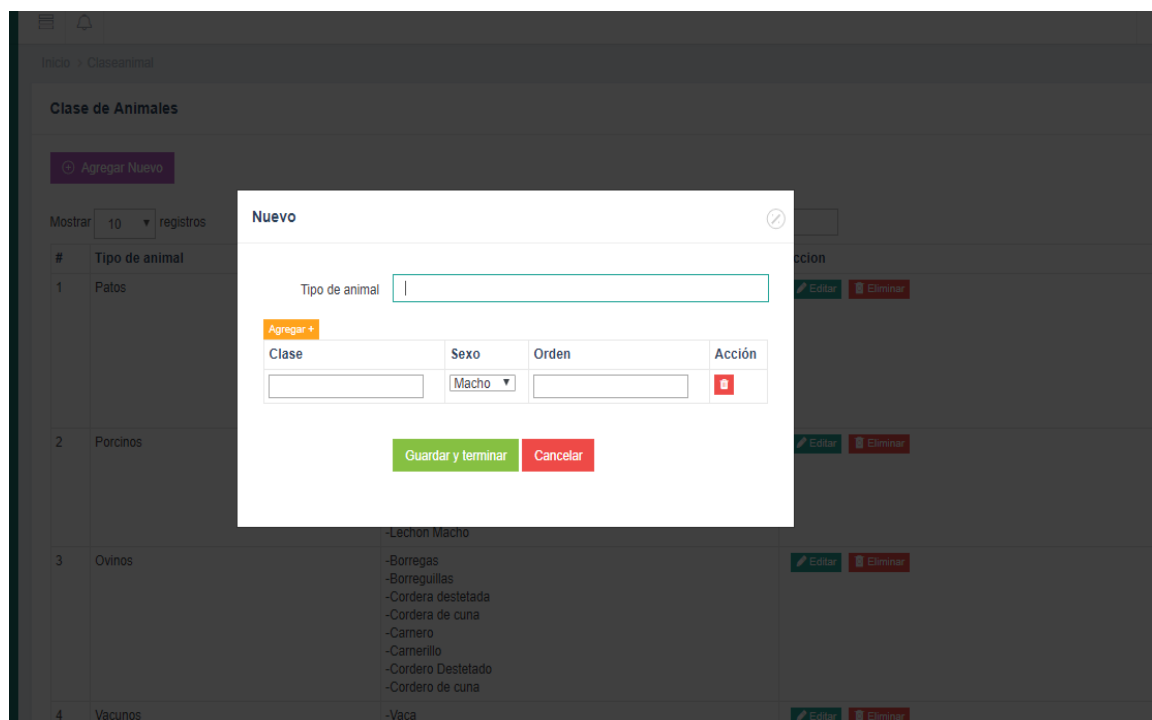 Inicio > Claseanimal
Clase de Animales
Agregar Nuevo
Mostrar 10 registros
# Tipo de animal ccion
1 Patos Editar Eliminar
2 Porcinos Editar Eliminar
-Lechon Macho
3 Ovinos -Borregas Editar Eliminar
-Borreguillas
-Cordera destetada
-Cordera de cuna
-Carnero
-Carnerillo
-Cordero Destetado
-Cordero de cuna
4 Vacunos -Vaca Editar Eliminar
Nuevo
Tipo de animal
Agregar +
Clase Sexo Orden Acción
Macho
Guardar y terminar Cancelar